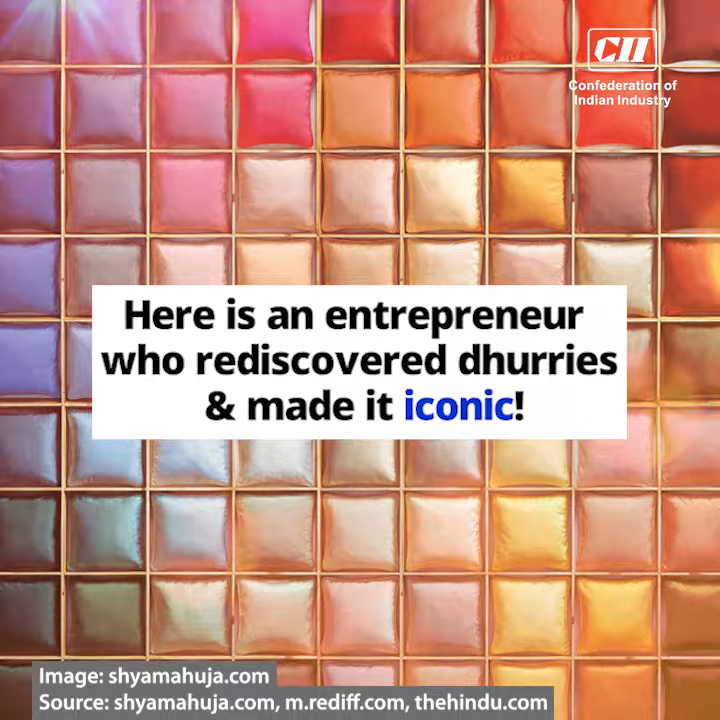 CII
Confederation of
Indian Industry
Here is an entrepreneur
who rediscovered dhurries
& made it iconic!
Image: shyamahuja.com
Source: shyamahuja.com, m.rediff.com, thehindu.com